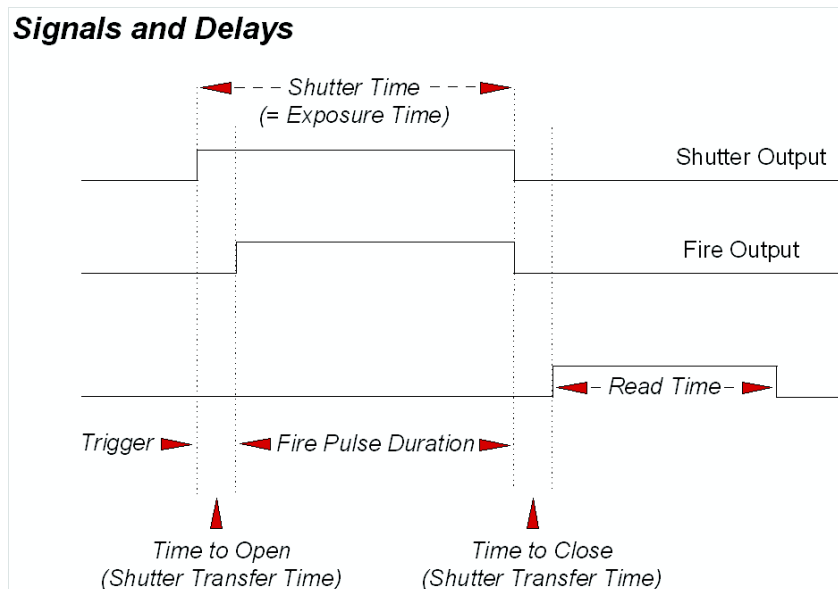 Signals and Delays
Shutter Time
(= Exposure Time)
Shutter Output
Fire Output
Read Time
Trigger
Fire Pulse Duration
Time to Open
(Shutter Transfer Time)
Time to Close
(Shutter Transfer Time)